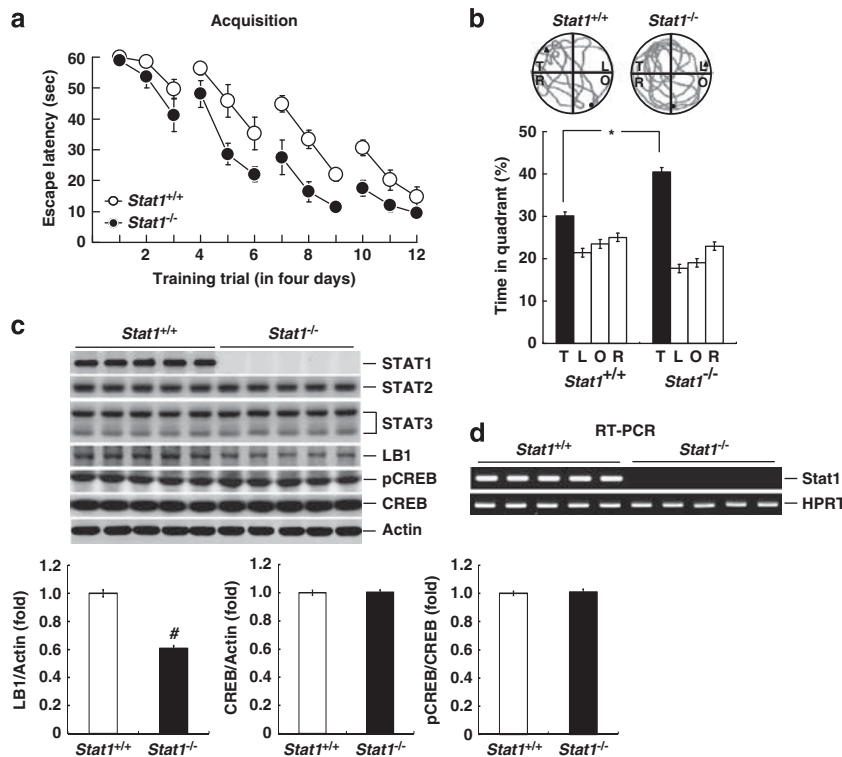 a
Acquisition
Escape latency (sec)
60
50
40
30
20
10
Stat1+/+
Stat1-/-
2 4 6 8 10 12
Training trial (in four days)
b
Stat1+/+ Stat1-/-
T L
R O
T L
R O
*
Time in quadrant (%)
50
40
30
20
10
0
T L O R T L O R
Stat1+/+ Stat1-/-
c
Stat1+/+ Stat1-/-
STAT1
STAT2
STAT3
LB1
pCREB
CREB
Actin
d
RT-PCR
Stat1+/+ Stat1-/-
Stat1
HPRT
LB1/Actin (fold)
1.2
1.0
0.8
0.6
0.4
0.2
0
#
Stat1+/+ Stat1-/-
CREB/Actin (fold)
1.2
1.0
0.8
0.6
0.4
0.2
0
Stat1+/+ Stat1-/-
pCREB/CREB (fold)
1.2
1.0
0.8
0.6
0.4
0.2
0
Stat1+/+ Stat1-/-